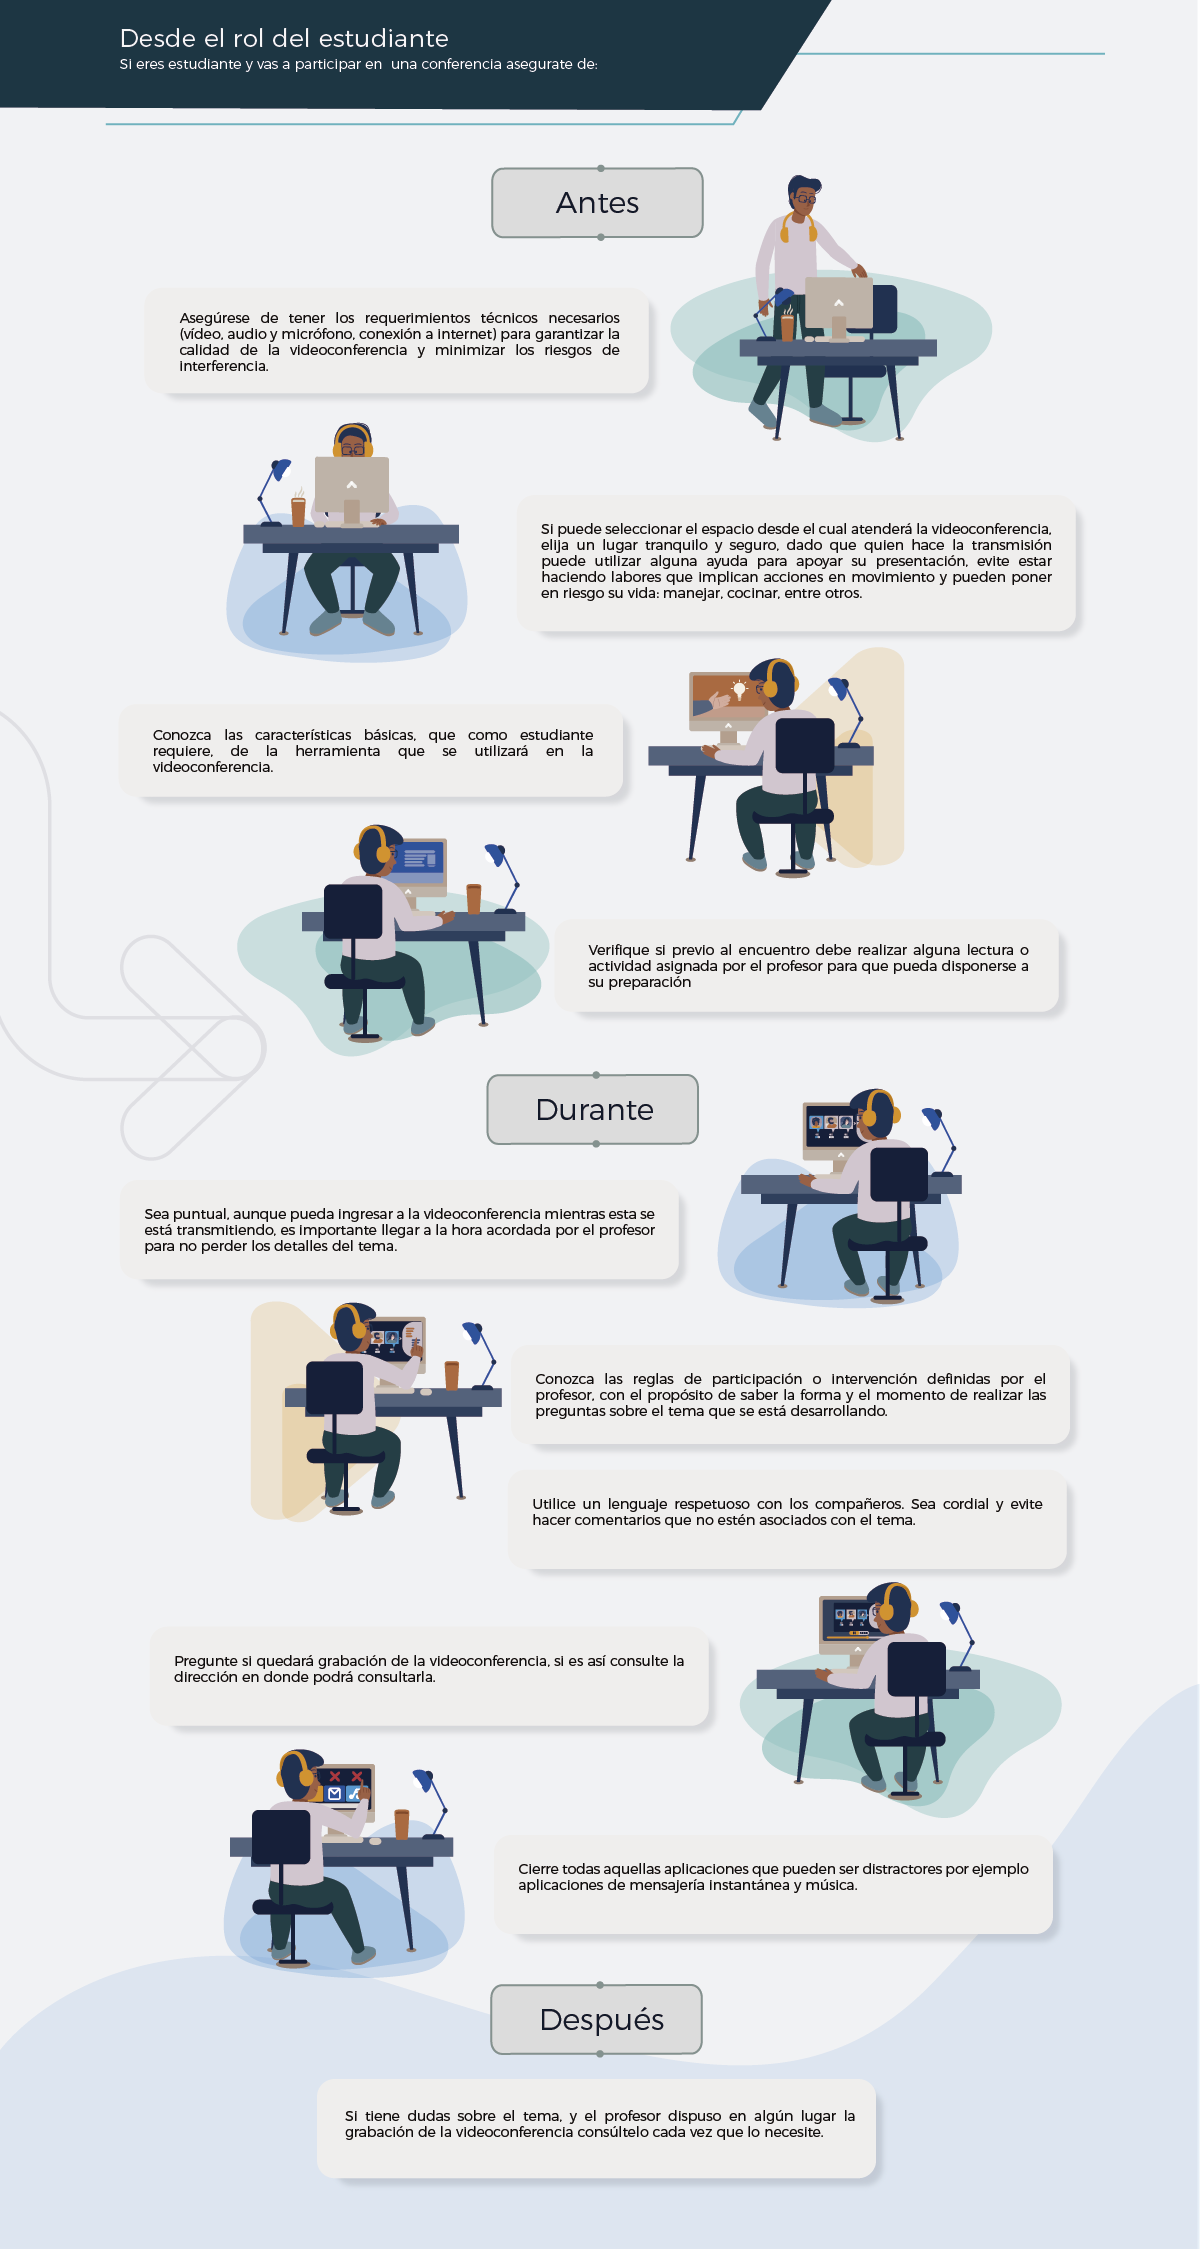 Desde el rol del estudiante
Si eres estudiante y vas a participar en una conferencia asegurate de:
Antes
Asegúrese de tener los requerimientos técnicos necesarios
(vídeo, audio y micrófono, conexión a internet) para garantizar la
calidad de la videoconferencia y minimizar los riesgos de
interferencia.
Si puede seleccionar el espacio desde el cual atenderá la videoconferencia,
elija un lugar tranquilo y seguro, dado que quien hace la transmisión
puede utilizar alguna ayuda para apoyar su presentación, evite estar
haciendo labores que implican acciones en movimiento y pueden poner
en riesgo su vida: manejar, cocinar, entre otros.
Conozca las características básicas, que como estudiante
requiere, de la herramienta que se utilizará en la
videoconferencia.
Verifique si previo al encuentro debe realizar alguna lectura o
actividad asignada por el profesor para que pueda disponerse a
su preparación
Durante
Sea puntual, aunque pueda ingresar a la videoconferencia mientras esta se
está transmitiendo, es importante llegar a la hora acordada por el profesor
para no perder los detalles del tema.
Conozca las reglas de participación o intervención definidas por el
profesor, con el propósito de saber la forma y el momento de realizar las
preguntas sobre el tema que se está desarrollando.
Utilice un lenguaje respetuoso con los compañeros. Sea cordial y evite
hacer comentarios que no estén asociados con el tema.
Pregunte si quedará grabación de la videoconferencia, si es así consulte la
dirección en donde podrá consultarla.
Cierre todas aquellas aplicaciones que pueden ser distractores por ejemplo
aplicaciones de mensajería instantánea y música.
Después
Si tiene dudas sobre el tema, y el profesor dispuso en algún lugar la
grabación de la videoconferencia consúltelo cada vez que lo necesite.